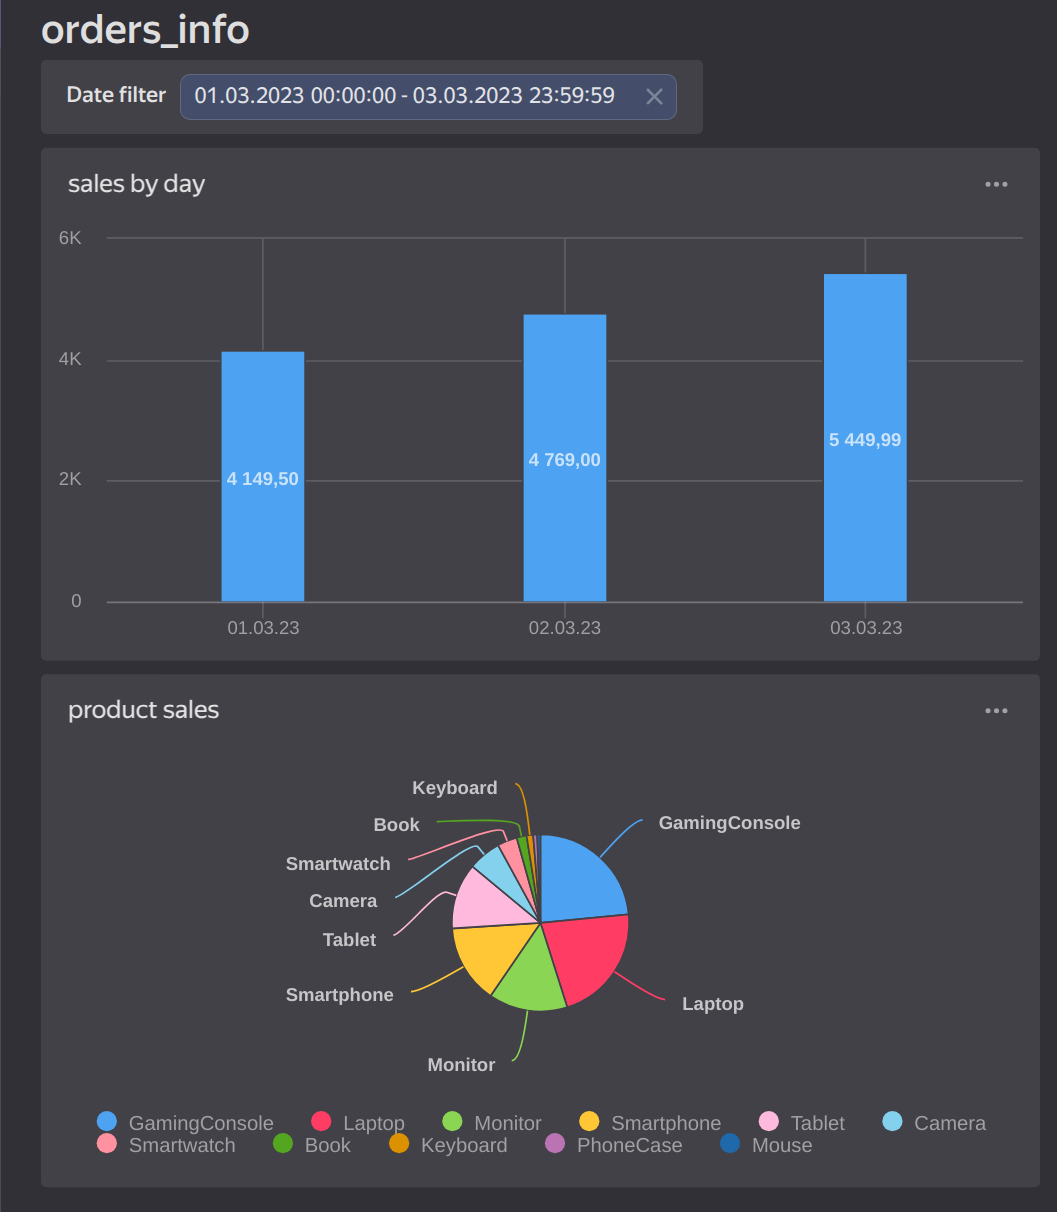 orders_info
Date filter 01.03.2023 00:00:00 - 03.03.2023 23:59:59
sales by day
6K
4K
2K
0
4 149,50
4 769,00
5 449,99
01.03.23 02.03.23 03.03.23
product sales
Keyboard
GamingConsole
Book
Smartwatch
Camera
Tablet
Smartphone
Laptop
Monitor
GamingConsole Laptop Monitor Smartphone Tablet Camera
Smartwatch Book Keyboard PhoneCase Mouse